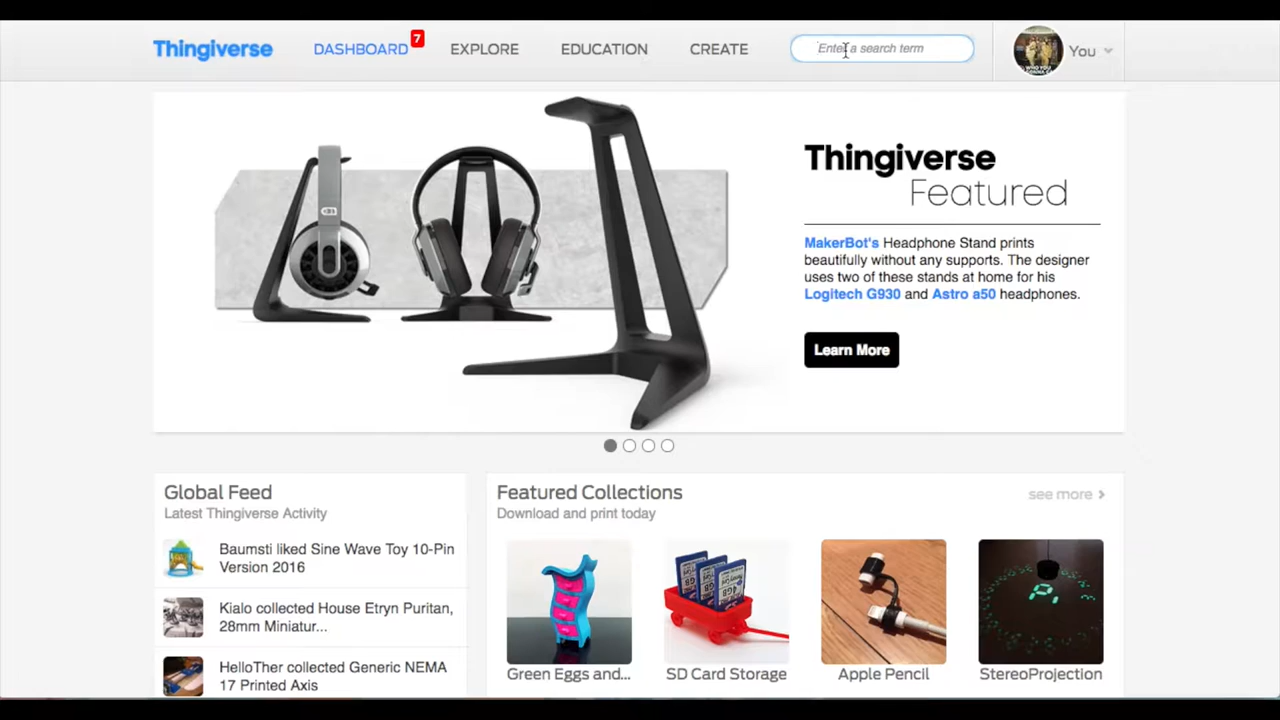 Thingiverse
DASHBOARD
7
EXPLORE
EDUCATION
CREATE
Enter a search term
You
Thingiverse
Featured
MakerBot's Headphone Stand prints
beautifully without any supports. The designer
uses two of these stands at home for his
Logitech G930 and Astro a50 headphones.
Learn More
Global Feed
Latest Thingiverse Activity
Baumsti liked Sine Wave Toy 10-Pin
Version 2016
Kialo collected House Etryn Puritan,
28mm Miniatur...
HelloTher collected Generic NEMA
17 Printed Axis
Featured Collections
Download and print today
see more
Green Eggs and...
SD Card Storage
Apple Pencil
StereoProjection